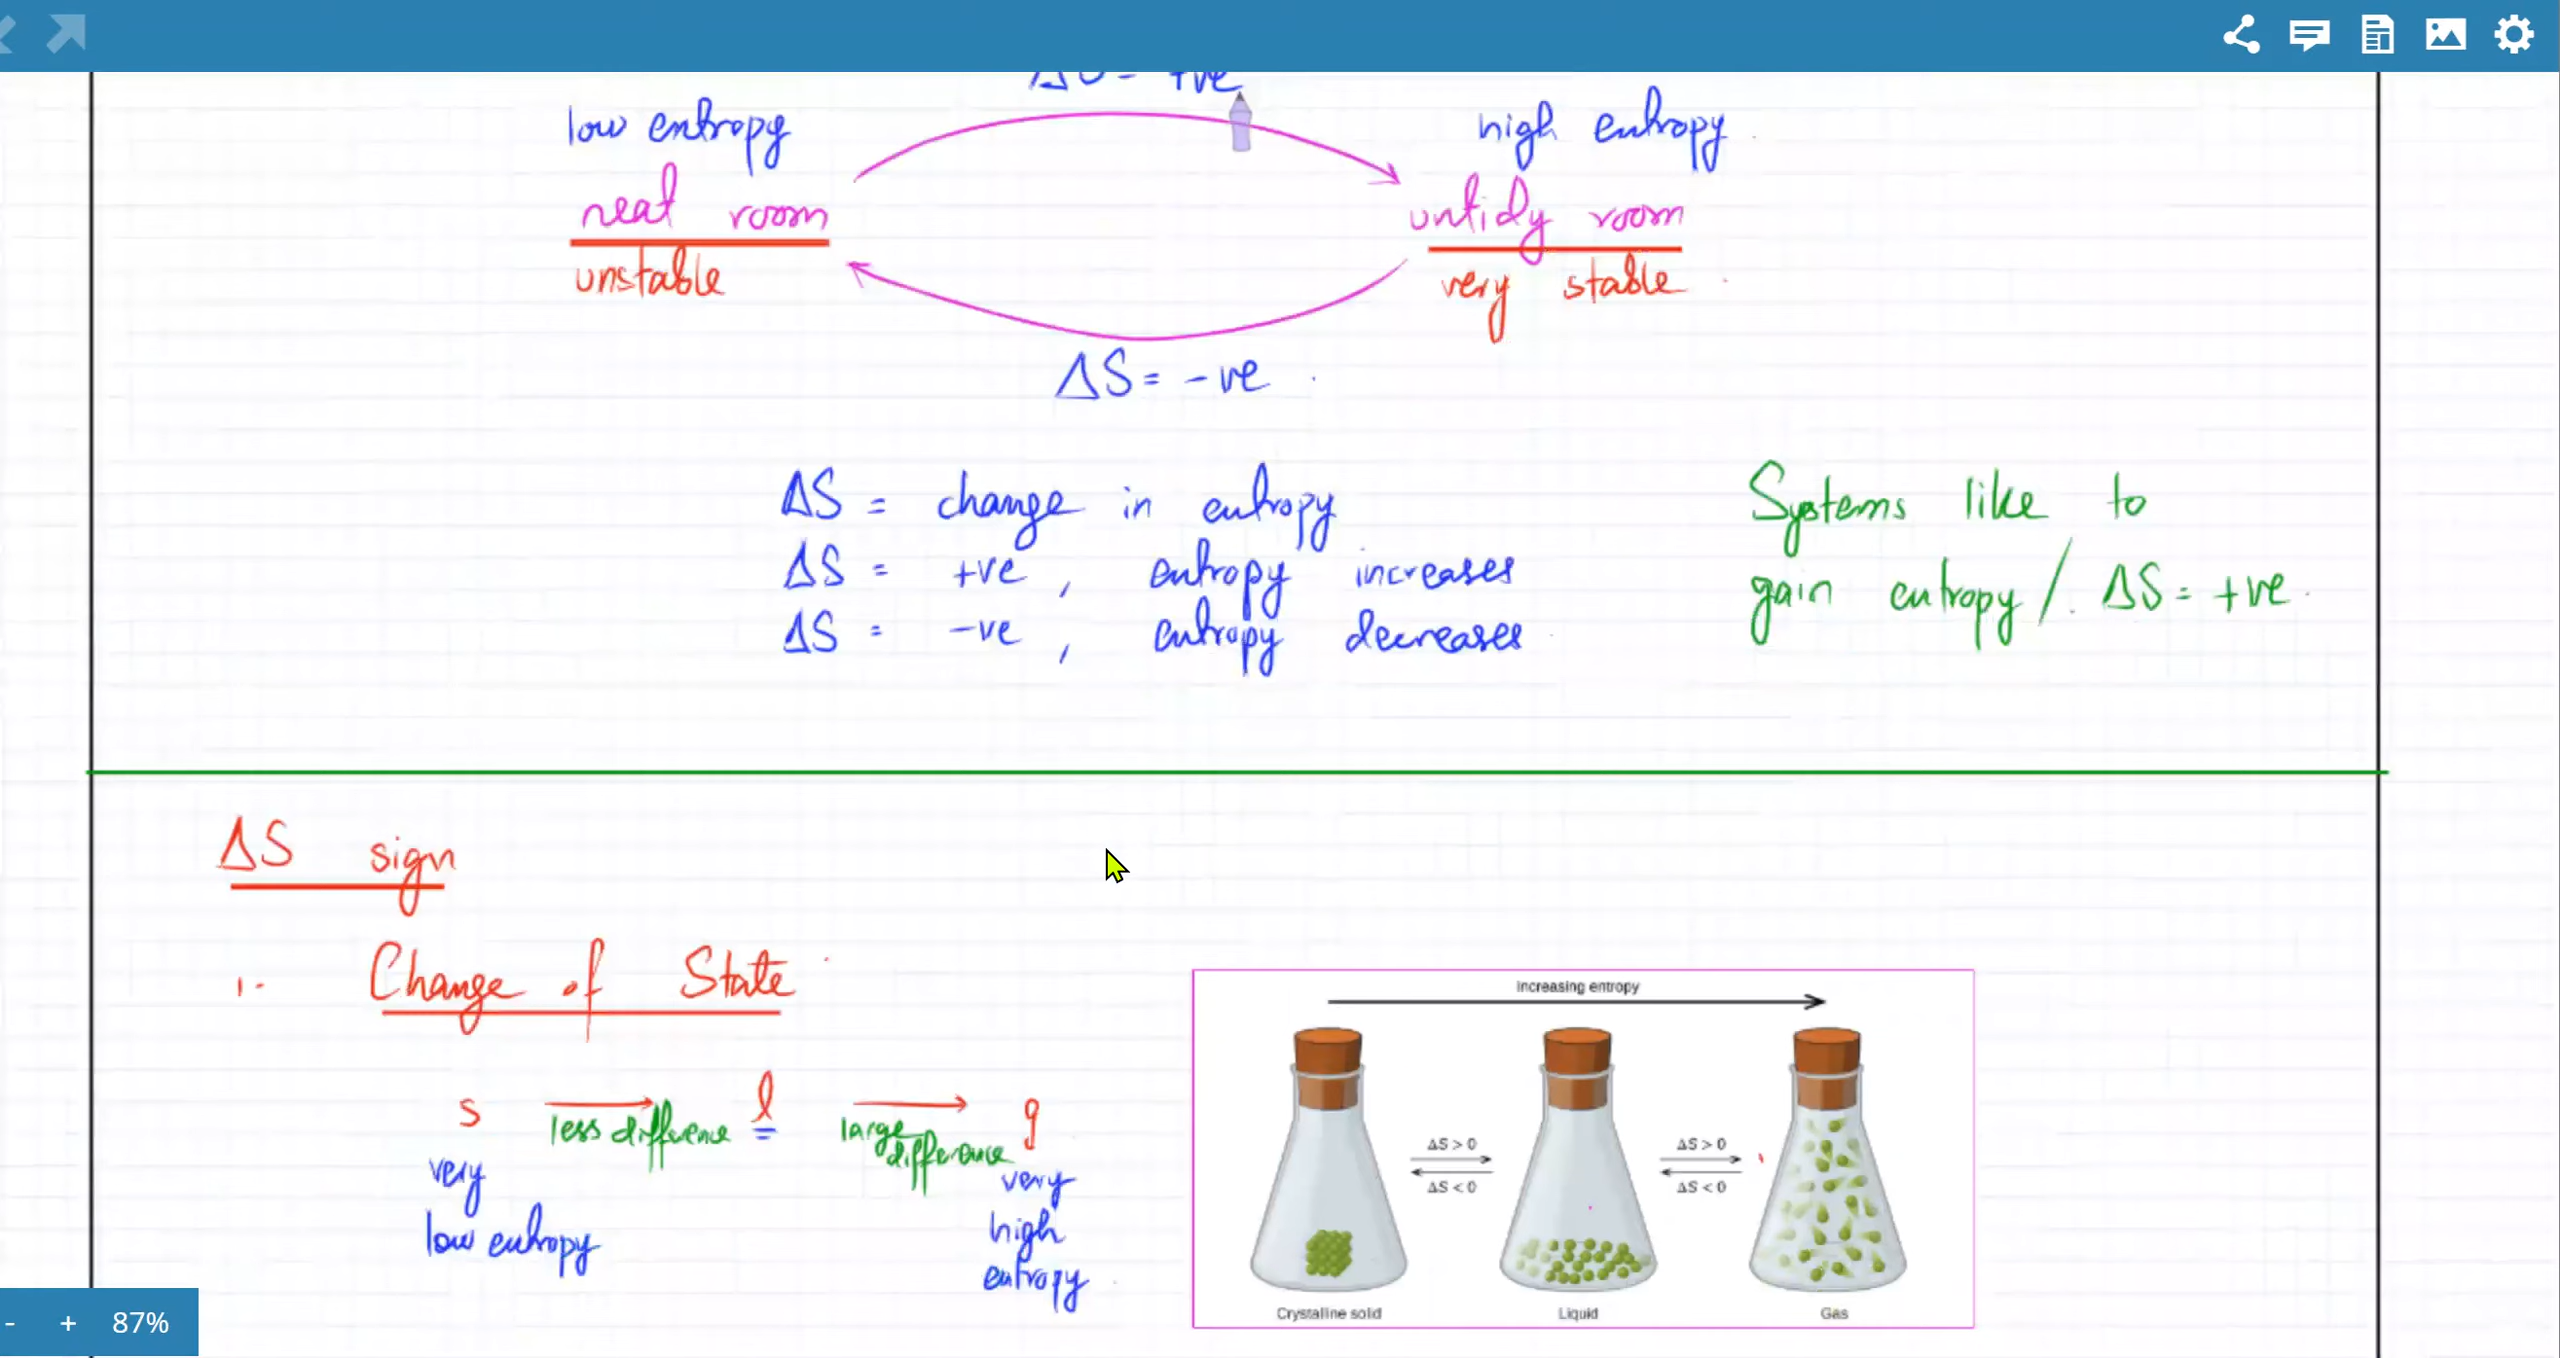 ΔS = +ve
low entropy
high entropy
neat room
untidy room
unstable
very stable
ΔS = -ve
ΔS = change in entropy
ΔS = +ve, entropy increases
ΔS = -ve, entropy decreases
Systems like to
gain entropy / ΔS = +ve
ΔS sign
1. Change of State
s less difference l large difference g
very
low entropy
very
high
entropy
Increasing entropy
ΔS > 0
ΔS < 0
ΔS > 0
ΔS < 0
Crystalline solid
Liquid
Gas
- + 87%